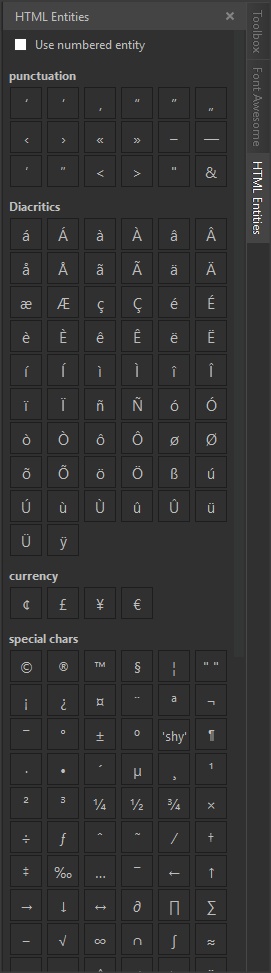 HTML Entities ×
Toolbox
Font Awesome
HTML Entities
Use numbered entity
punctuation
‘ ’ ‚ “ ” „
‹ › « » – —
′ ″ < > " &
Diacritics
á Á à À â Â
å Å ã Ã ä Ä
æ Æ ç Ç é É
è È ê Ê ë Ë
í Í ì Ì î Î
ï Ï ñ Ñ ó Ó
ò Ò ô Ô ø Ø
õ Õ ö Ö ß ú
Ú ù Ù û Û ü
Ü ÿ
currency
¢ £ ¥ €
special chars
© ® ™ § ¦ " "
¡ ¿ ¤ ¨ ª ¬
¯ ° ± º 'shy' ¶
· • ´ µ ¸ ¹
² ³ ¼ ½ ¾ ×
÷ ƒ ˆ ˜ ⁄ †
‡ ‰ … ‾ ← ↑
→ ↓ ↔ ∂ ∏ ∑
− √ ∞ ∩ ∫ ≈